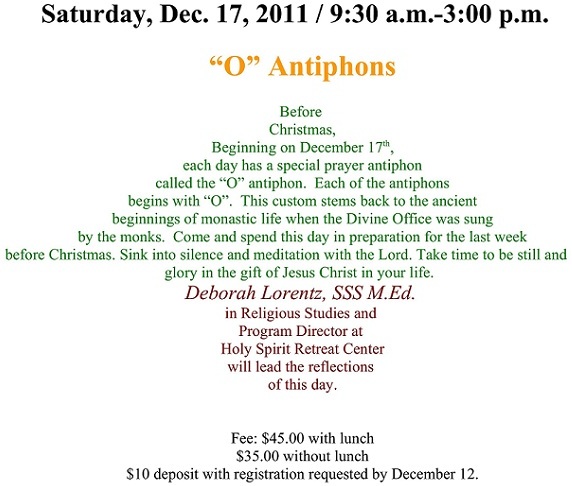 Saturday, Dec. 17, 2011 / 9:30 a.m.-3:00 p.m.
“O” Antiphons
Before
Christmas,
Beginning on December 17th,
each day has a special prayer antiphon
called the “O” antiphon.  Each of the antiphons
begins with “O”.  This custom stems back to the ancient
beginnings of monastic life when the Divine Office was sung
by the monks.  Come and spend this day in preparation for the last week
before Christmas. Sink into silence and meditation with the Lord. Take time to be still and
glory in the gift of Jesus Christ in your life.
Deborah Lorentz, SSS M.Ed.
in Religious Studies and
Program Director at
Holy Spirit Retreat Center
will lead the reflections
of this day.
Fee: $45.00 with lunch
$35.00 without lunch
$10 deposit with registration requested by December 12.